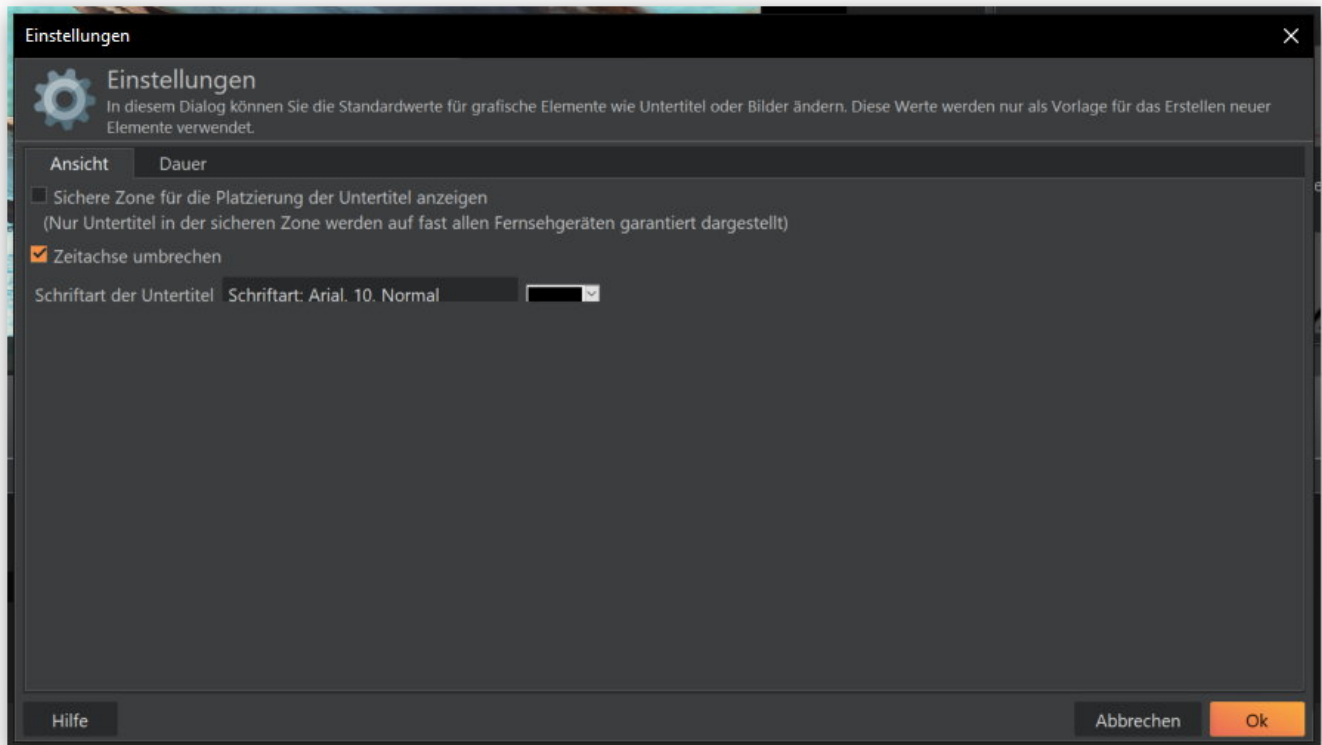 Einstellungen
Einstellungen
In diesem Dialog können Sie die Standardwerte für grafische Elemente wie Untertitel oder Bilder ändern. Diese Werte werden nur als Vorlage für das Erstellen neuer
Elemente verwendet.
Ansicht Dauer
Sichere Zone für die Platzierung der Untertitel anzeigen
(Nur Untertitel in der sicheren Zone werden auf fast allen Fernsehgeräten garantiert dargestellt)
Zeitachse umbrechen
Schriftart der Untertitel Schriftart: Arial, 10, Normal
Hilfe Abbrechen Ok